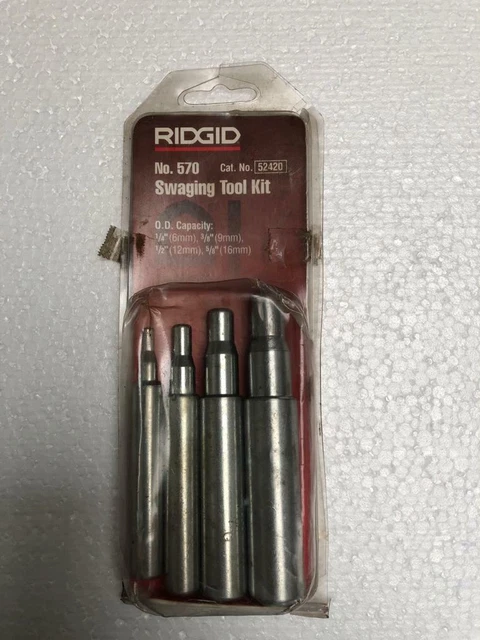 RIDGID
No. 570 Cat. No. 52420
Swaging Tool Kit
O.D. Capacity:
1/4" (6mm), 3/8" (9mm),
1/2" (12mm), 5/8" (16mm)